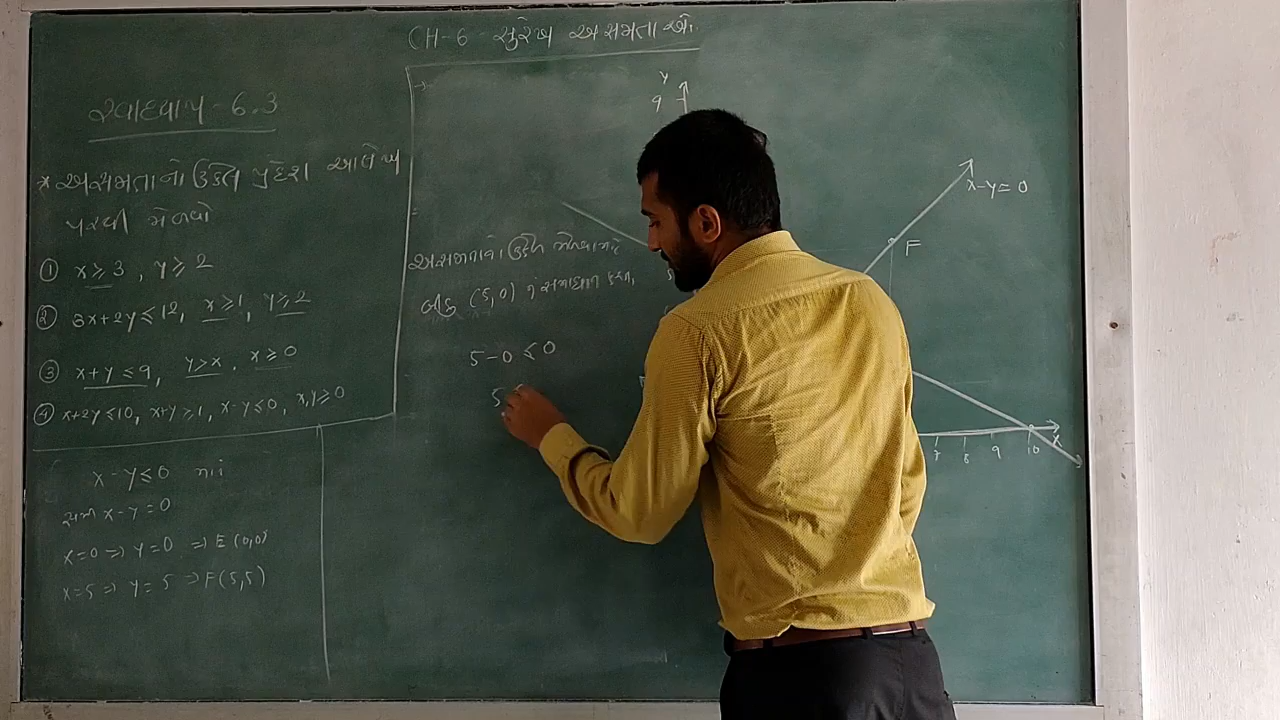 CH-6 સુરેખ અસમતાઓ
સ્વાધ્યાય-6.3
* અસમતાનો ઉકેલ પ્રદેશ આલેખ
પરથી મેળવો
① x ≥ 3 , y ≥ 2
② 3x+2y ≤ 12, x ≥ 1, y ≥ 2
③ x+y ≤ 9, y > x , x ≥ 0
④ x+2y ≤ 10, x+y ≥ 1, x-y ≤ 0, x,y ≥ 0
x-y ≤ 0
x-y = 0
x=0 ⇒ y=0 ⇒ E(0,0)
x=5 ⇒ y=5 ⇒ F(5,5)
(5,0)
5-0 ≤ 0
5
Y
9
x-y=0
F
X
7 8 9 10